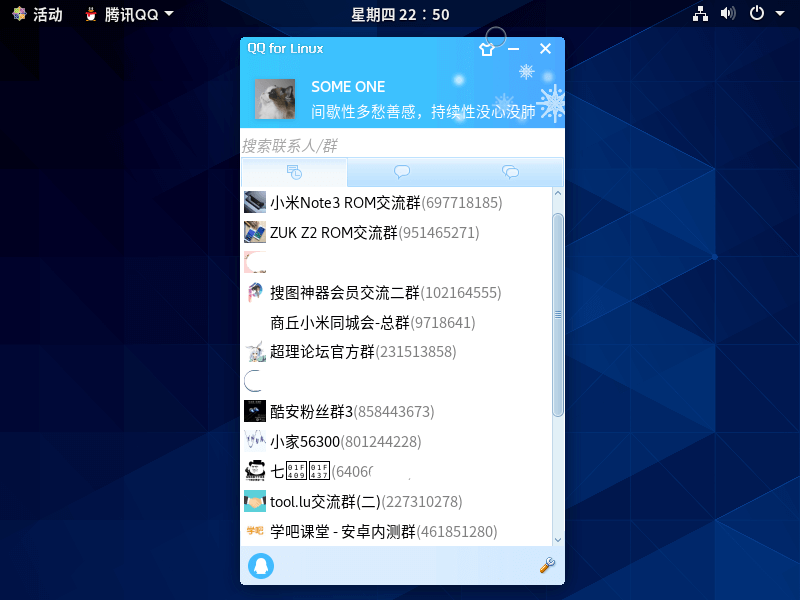 活动
腾讯QQ
星期四 22:50
QQ for Linux
SOME ONE
间歇性多愁善感，持续性没心没肺
搜索联系人/群
小米Note3 ROM交流群(697718185)
ZUK Z2 ROM交流群(951465271)
搜图神器会员交流二群(102164555)
商丘小米同城会-总群(9718641)
超理论坛官方群(231513858)
酷安粉丝群3(858443673)
小家56300(801244228)
七
tool.lu交流群(二)(227310278)
学吧
学吧课堂 - 安卓内测群(461851280)